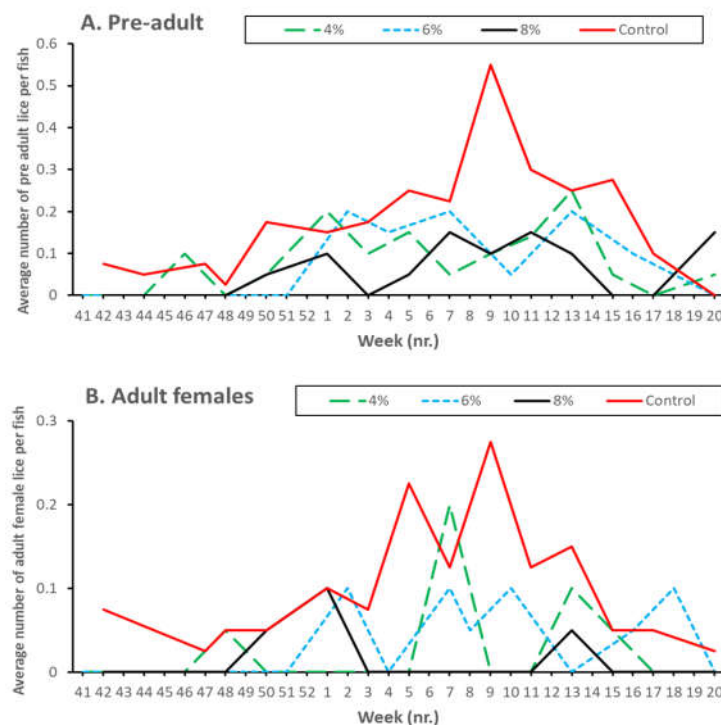 A. Pre-adult
4% 6% 8% Control
Average number of pre adult lice per fish
0.6
0.5
0.4
0.3
0.2
0.1
0
41 42 43 44 45 46 47 48 49 50 51 52 1 2 3 4 5 6 7 8 9 10 11 12 13 14 15 16 17 18 19 20
Week (nr.)
B. Adult females
4% 6% 8% Control
Average number of adult female lice per fish
0.3
0.2
0.1
0
41 42 43 44 45 46 47 48 49 50 51 52 1 2 3 4 5 6 7 8 9 10 11 12 13 14 15 16 17 18 19 20
Week (nr.)